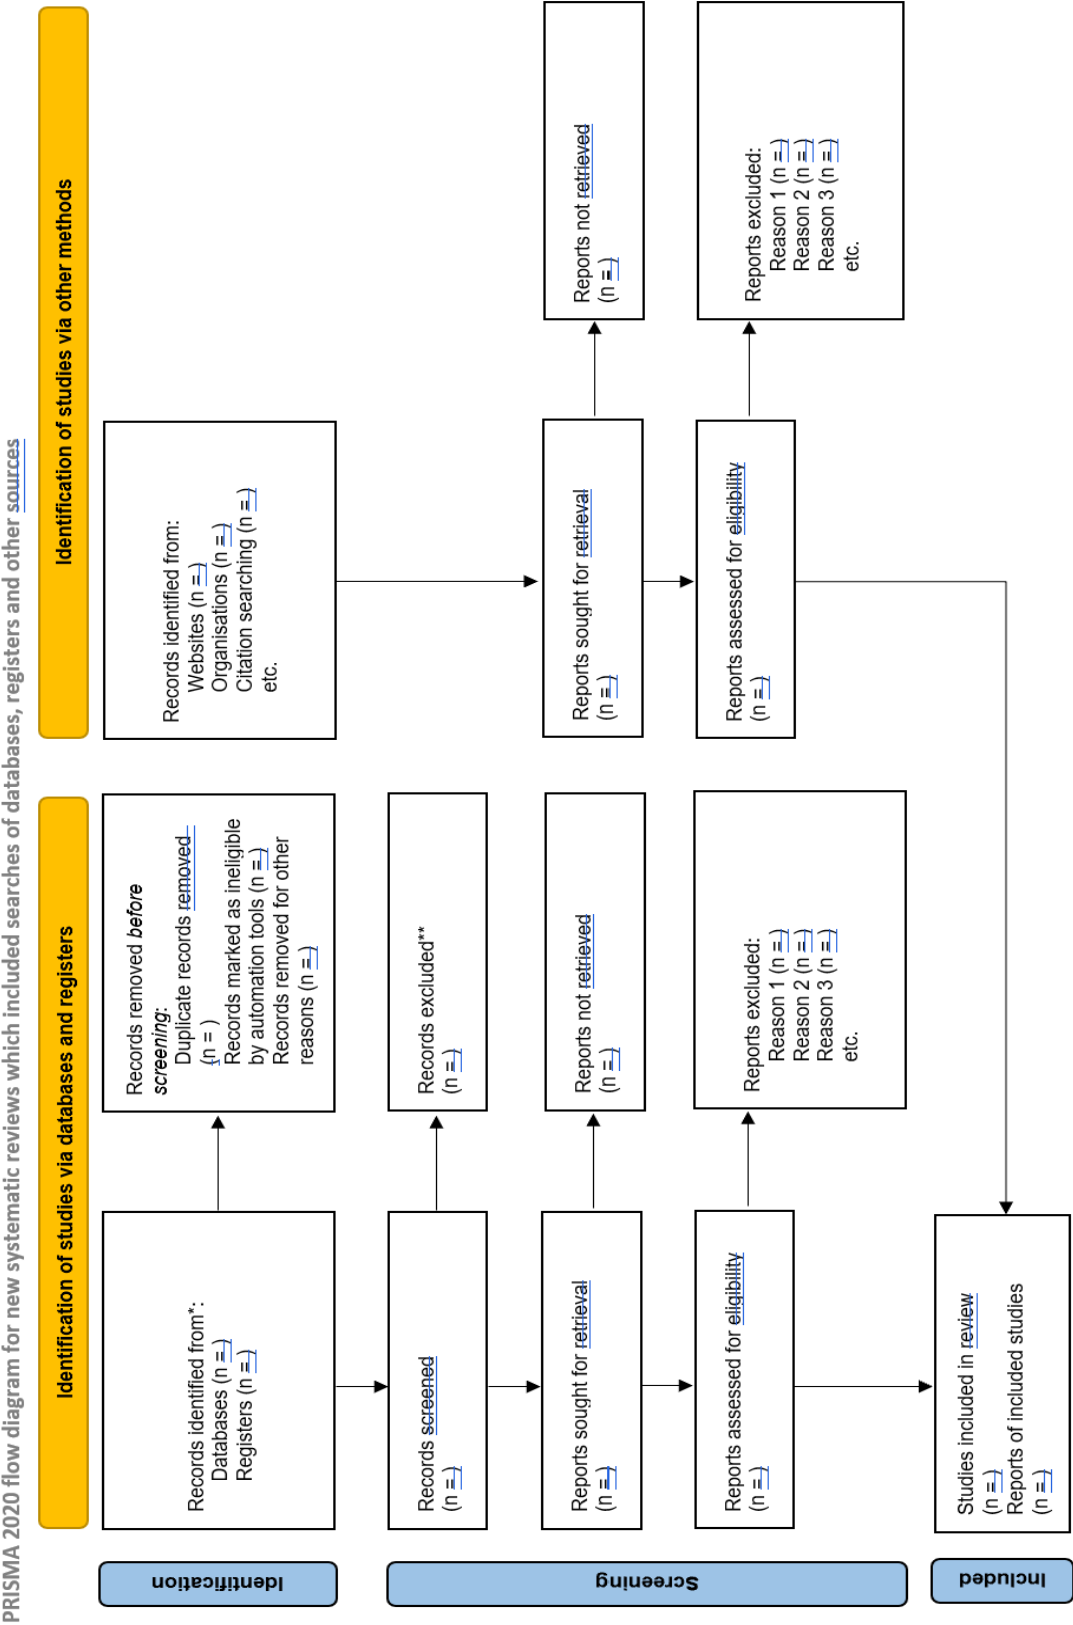 PRISMA 2020 flow diagram for new systematic reviews which included searches of databases, registers and other sources
Identification of studies via databases and registers
Identification of studies via other methods
Identification
Records identified from*:
Databases (n = )
Registers (n = )
Records removed before
screening:
Duplicate records removed
(n = )
Records marked as ineligible
by automation tools (n = )
Records removed for other
reasons (n = )
Records identified from:
Websites (n = )
Organisations (n = )
Citation searching (n = )
etc.
Screening
Records screened
(n = )
Records excluded**
(n = )
Reports sought for retrieval
(n = )
Reports not retrieved
(n = )
Reports sought for retrieval
(n = )
Reports not retrieved
(n = )
Reports assessed for eligibility
(n = )
Reports excluded:
Reason 1 (n = )
Reason 2 (n = )
Reason 3 (n = )
etc.
Reports assessed for eligibility
(n = )
Reports excluded:
Reason 1 (n = )
Reason 2 (n = )
Reason 3 (n = )
etc.
Included
Studies included in review
(n = )
Reports of included studies
(n = )